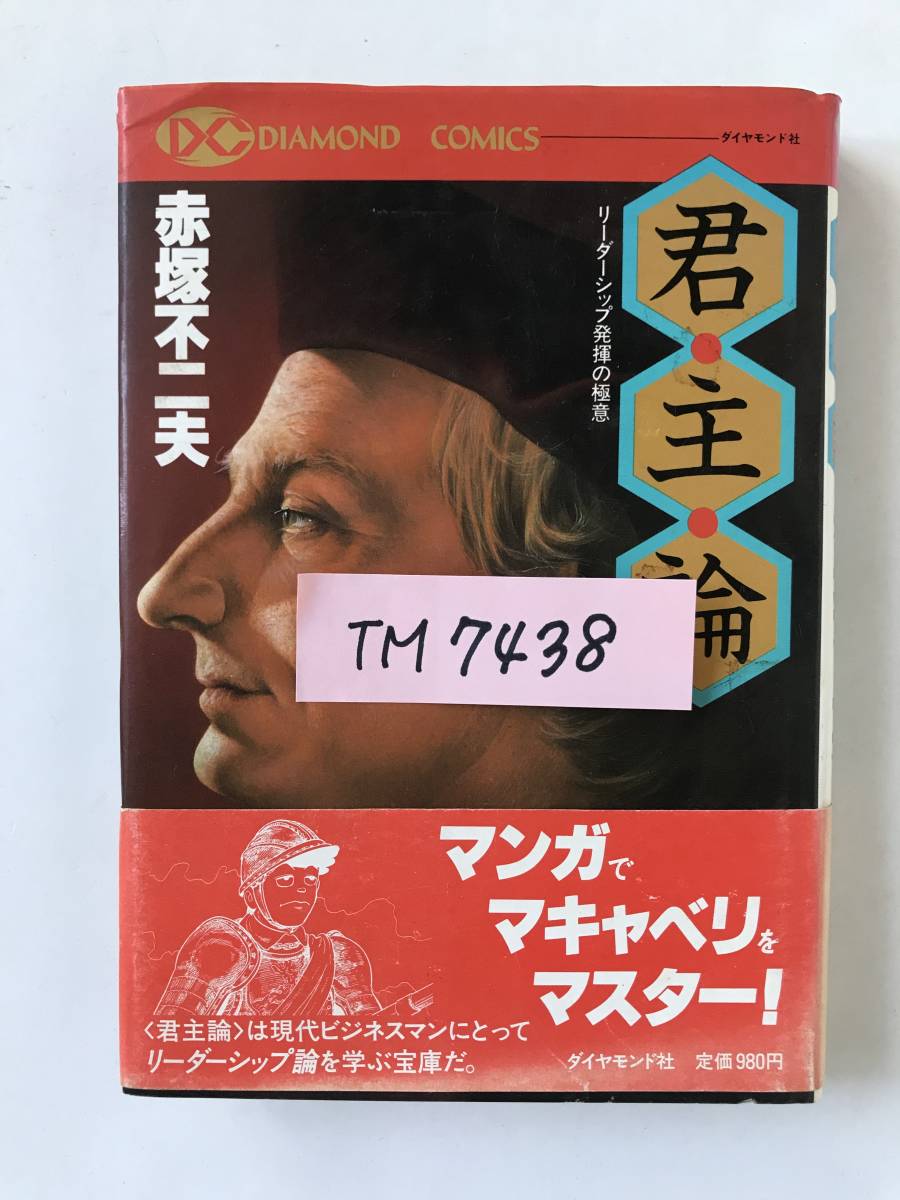 DC DIAMOND COMICS
ダイヤモンド社
君・主・論
リーダーシップ発揮の極意
赤塚不二夫
TM 7438
マンガで
マキャベリを
マスター!
〈君主論〉は現代ビジネスマンにとって
リーダーシップ論を学ぶ宝庫だ。
ダイヤモンド社 定価980円